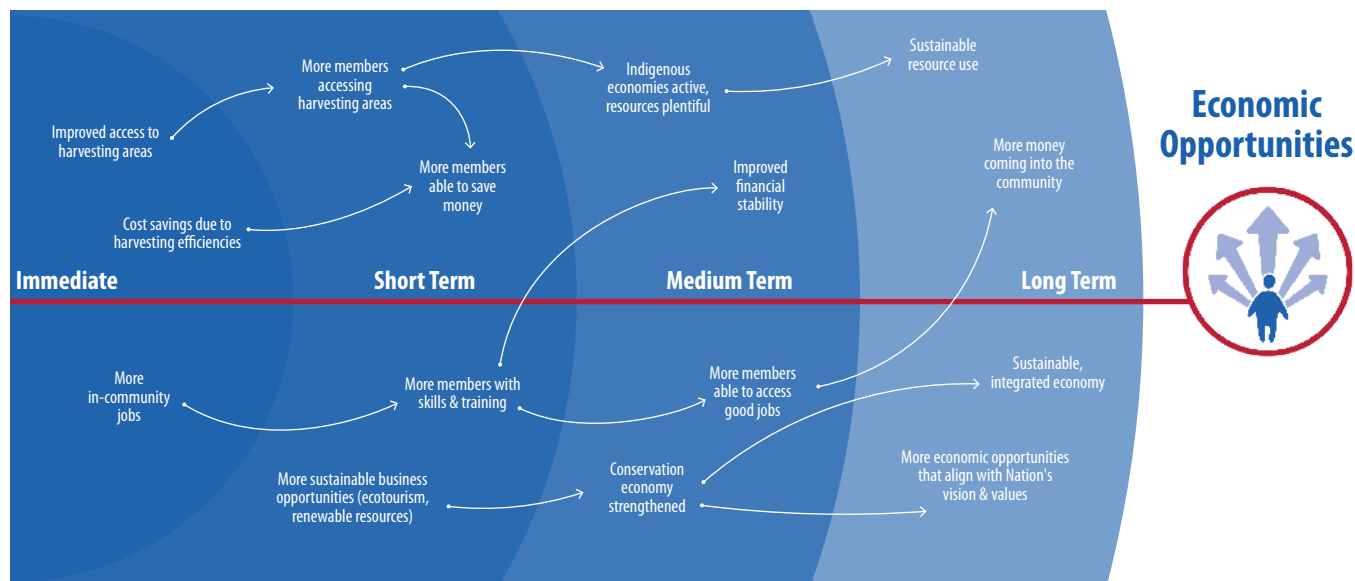 Improved access to
harvesting areas
Cost savings due to
harvesting efficiencies
Immediate
More
in-community
jobs
More members
accessing
harvesting areas
More members
able to save
money
Short Term
More members with
skills & training
More sustainable business
opportunities (ecotourism,
renewable resources)
Indigenous
economies active,
resources plentiful
Improved
financial
stability
Medium Term
More members
able to access
good jobs
Conservation
economy
strengthened
Sustainable
resource use
More money
coming into the
community
Long Term
Sustainable,
integrated economy
More economic opportunities
that align with Nation's
vision & values
Economic
Opportunities